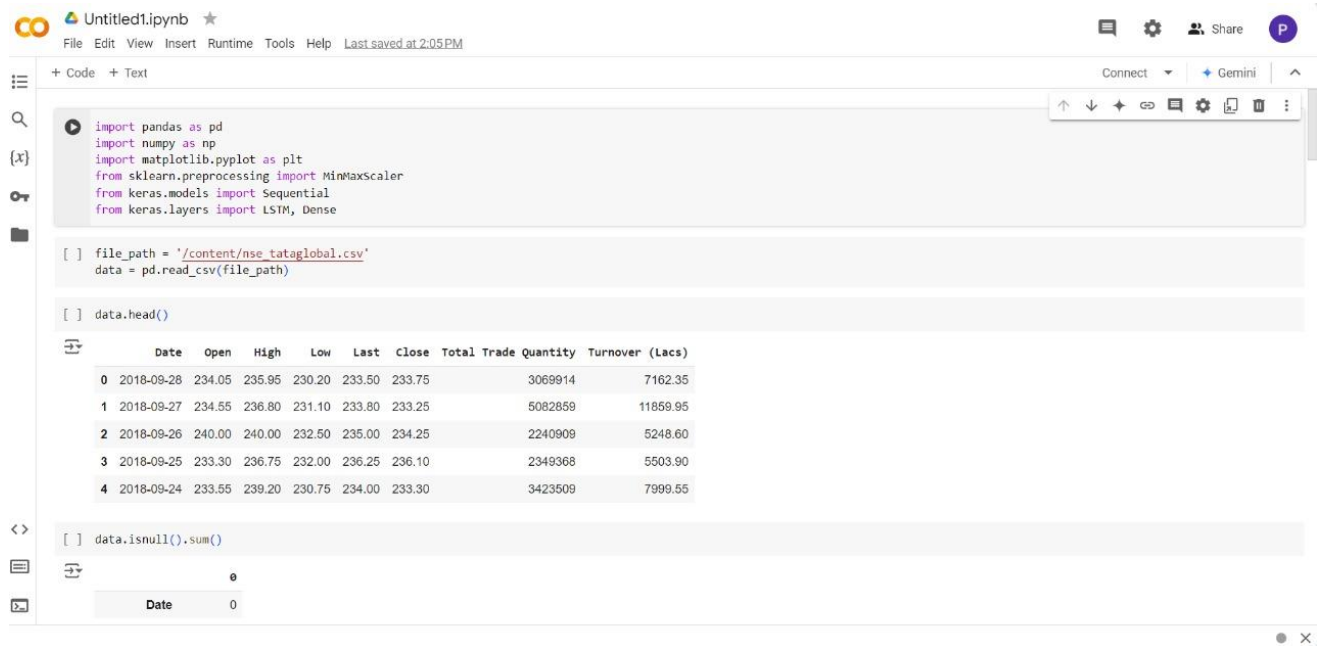 CO
Untitled1.ipynb
File Edit View Insert Runtime Tools Help Last saved at 2:05 PM
Share
P
+ Code + Text
Connect
Gemini
{x}
import pandas as pd
import numpy as np
import matplotlib.pyplot as plt
from sklearn.preprocessing import MinMaxScaler
from keras.models import Sequential
from keras.layers import LSTM, Dense
[ ] file_path = '/content/nse_tataglobal.csv'
data = pd.read_csv(file_path)
[ ] data.head()
Date Open High Low Last Close Total Trade Quantity Turnover (Lacs)
0 2018-09-28 234.05 235.95 230.20 233.50 233.75 3069914 7162.35
1 2018-09-27 234.55 236.80 231.10 233.80 233.25 5082859 11859.95
2 2018-09-26 240.00 240.00 232.50 235.00 234.25 2240909 5248.60
3 2018-09-25 233.30 236.75 232.00 236.25 236.10 2349368 5503.90
4 2018-09-24 233.55 239.20 230.75 234.00 233.30 3423509 7999.55
[ ] data.isnull().sum()
0
Date 0